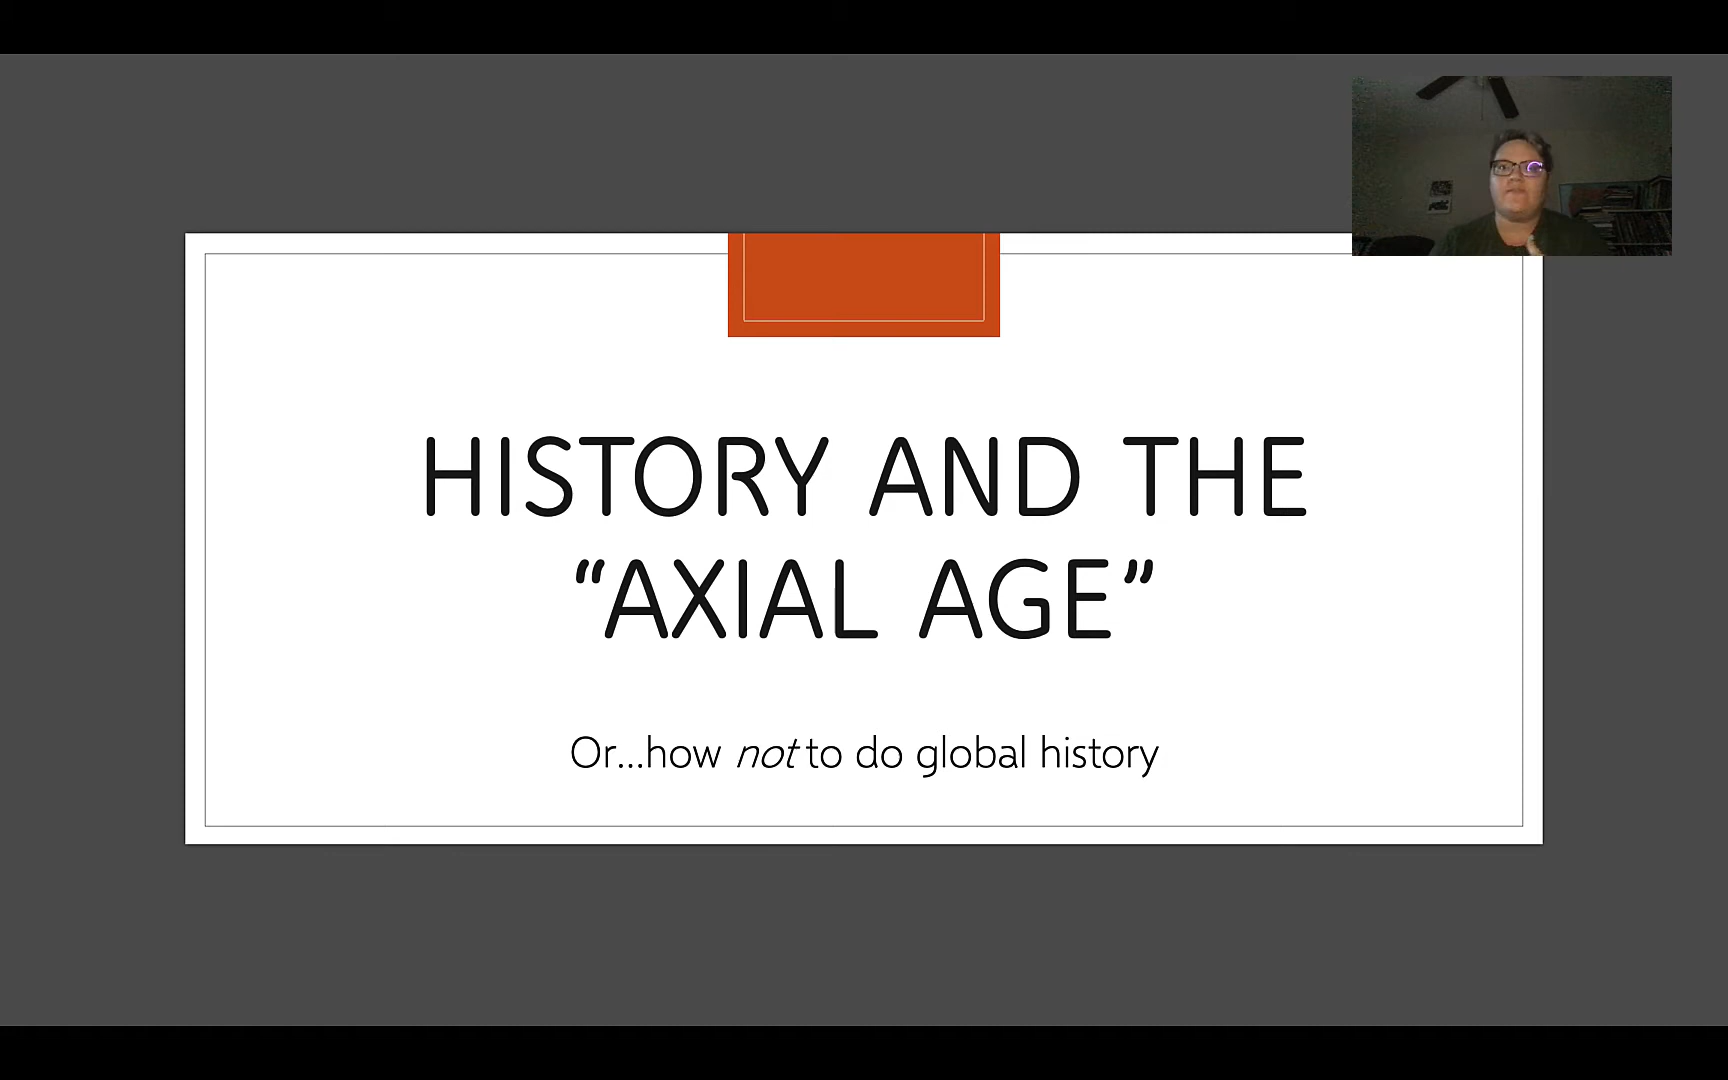 HISTORY AND THE
“AXIAL AGE”
Or…how not to do global history